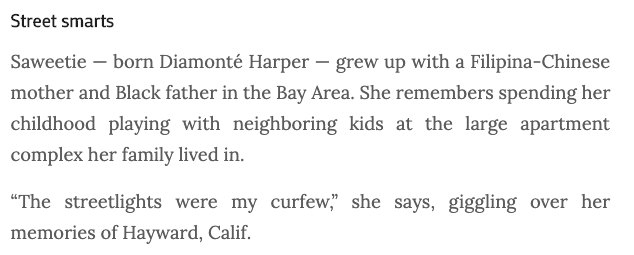 Street smarts
Saweetie — born Diamonté Harper — grew up with a Filipina-Chinese
mother and Black father in the Bay Area. She remembers spending her
childhood playing with neighboring kids at the large apartment
complex her family lived in.
“The streetlights were my curfew,” she says, giggling over her
memories of Hayward, Calif.